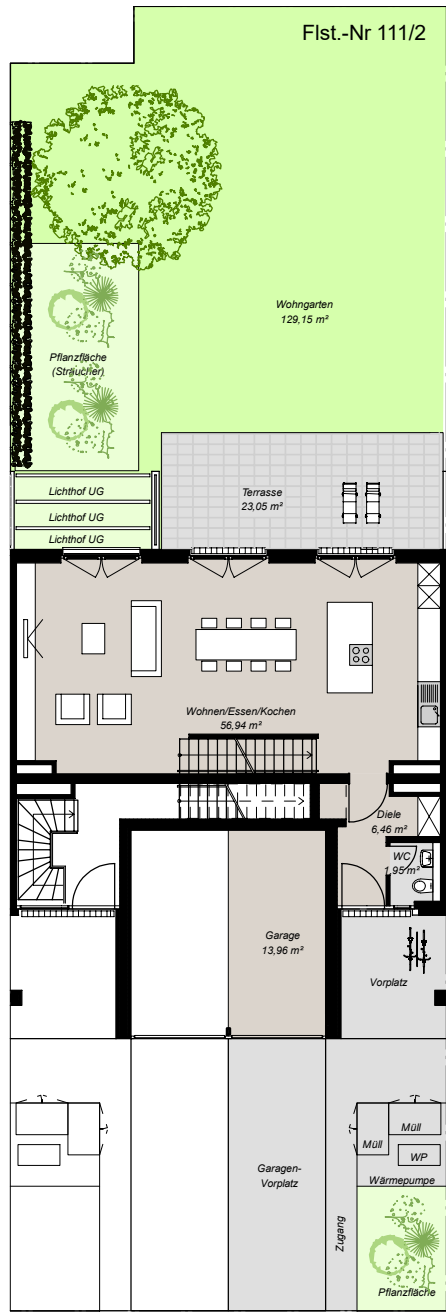 Flst.-Nr 111/2
Wohngarten
129,15 m²
Pflanzfläche
(Sträucher)
Lichthof UG
Lichthof UG
Lichthof UG
Terrasse
23,05 m²
Wohnen/Essen/Kochen
56,94 m²
Diele
6,46 m²
WC
1,95 m²
Garage
13,96 m²
Vorplatz
Müll
Müll
WP
Wärmepumpe
Garagen-
Vorplatz
Zugang
Pflanzfläche